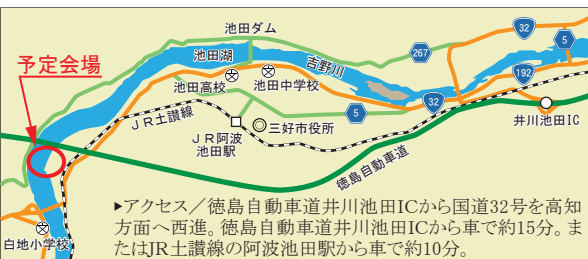 池田ダム
32
5
267
池田湖
吉野川
予定会場
192
池田高校
池田中学校
5
32
JR土讃線
井川池田IC
JR阿波
池田駅
三好市役所
徳島自動車道
白地小学校
▶アクセス/徳島自動車道井川池田ICから国道32号を高知
方面へ西進。徳島自動車道井川池田ICから車で約15分。ま
たはJR土讃線の阿波池田駅から車で約10分。